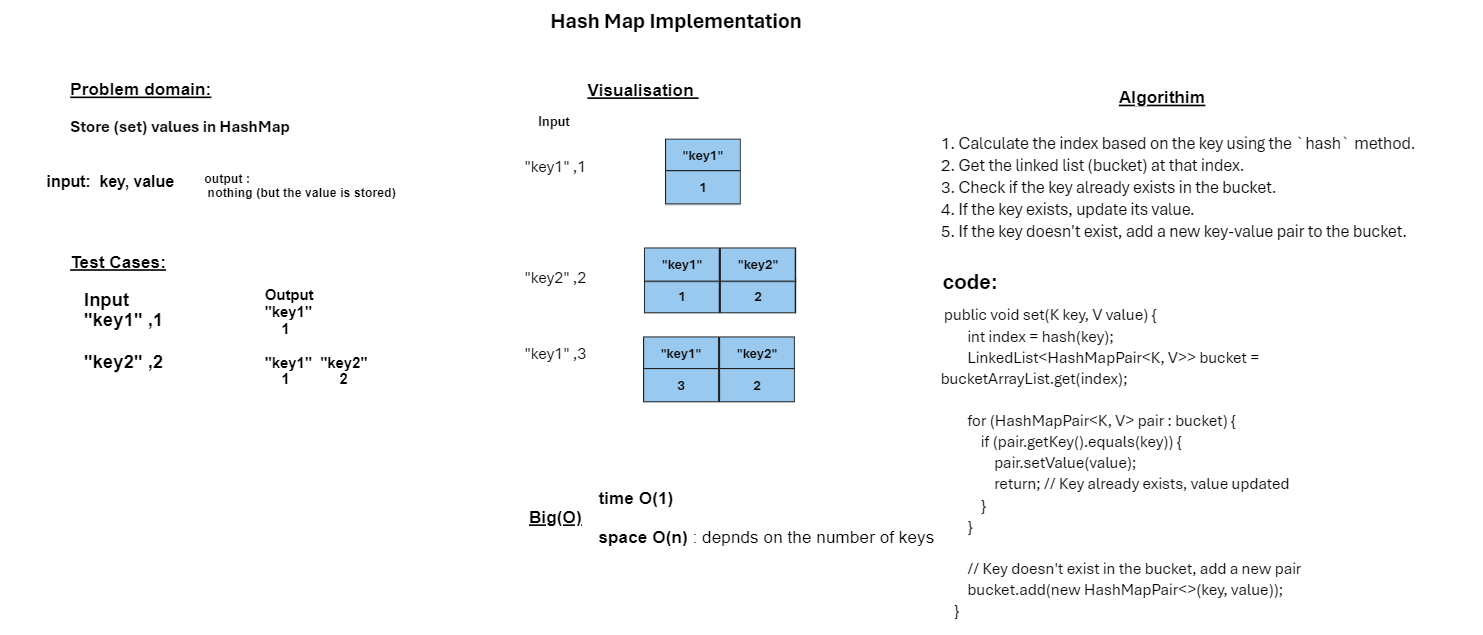 Hash Map Implementation
Problem domain:
Store (set) values in HashMap
input:  key, value
output :
nothing (but the value is stored)
Test Cases:
Input
Output
"key1" ,1
"key1"
1
"key2" ,2
"key1"  "key2"
1 2
Visualisation
Input
"key1" ,1
"key1"
1
"key2" ,2
"key1" "key2"
1 2
"key1" ,3
"key1" "key2"
3 2
Big(O)
time O(1)
space O(n) : depnds on the number of keys
Algorithim
1. Calculate the index based on the key using the `hash` method.
2. Get the linked list (bucket) at that index.
3. Check if the key already exists in the bucket.
4. If the key exists, update its value.
5. If the key doesn't exist, add a new key-value pair to the bucket.
code:
public void set(K key, V value) {
int index = hash(key);
LinkedList<HashMapPair<K, V>> bucket =
bucketArrayList.get(index);
for (HashMapPair<K, V> pair : bucket) {
if (pair.getKey().equals(key)) {
pair.setValue(value);
return; // Key already exists, value updated
}
}
// Key doesn't exist in the bucket, add a new pair
bucket.add(new HashMapPair<>(key, value));
}